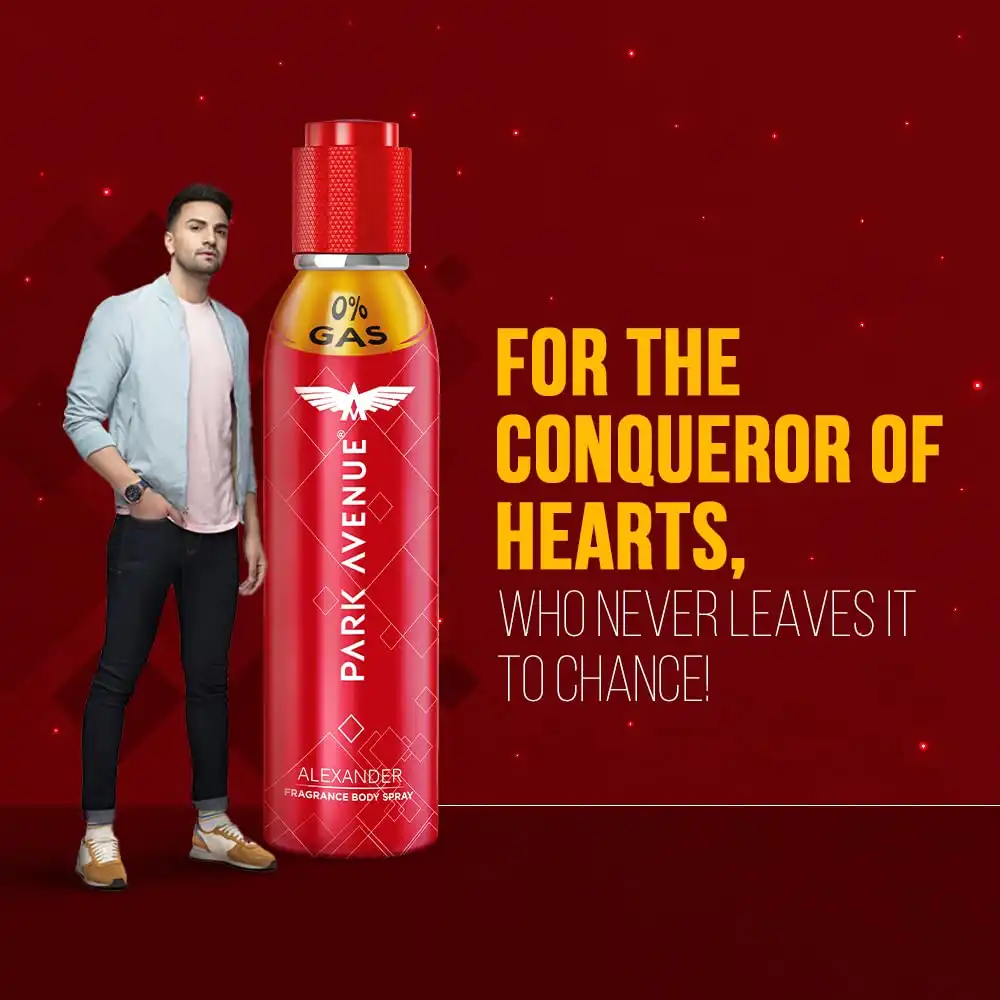 0%
GAS
PARK AVENUE®
ALEXANDER
FRAGRANCE BODY SPRAY
FOR THE
CONQUEROR OF
HEARTS,
WHO NEVER LEAVES IT
TO CHANCE!